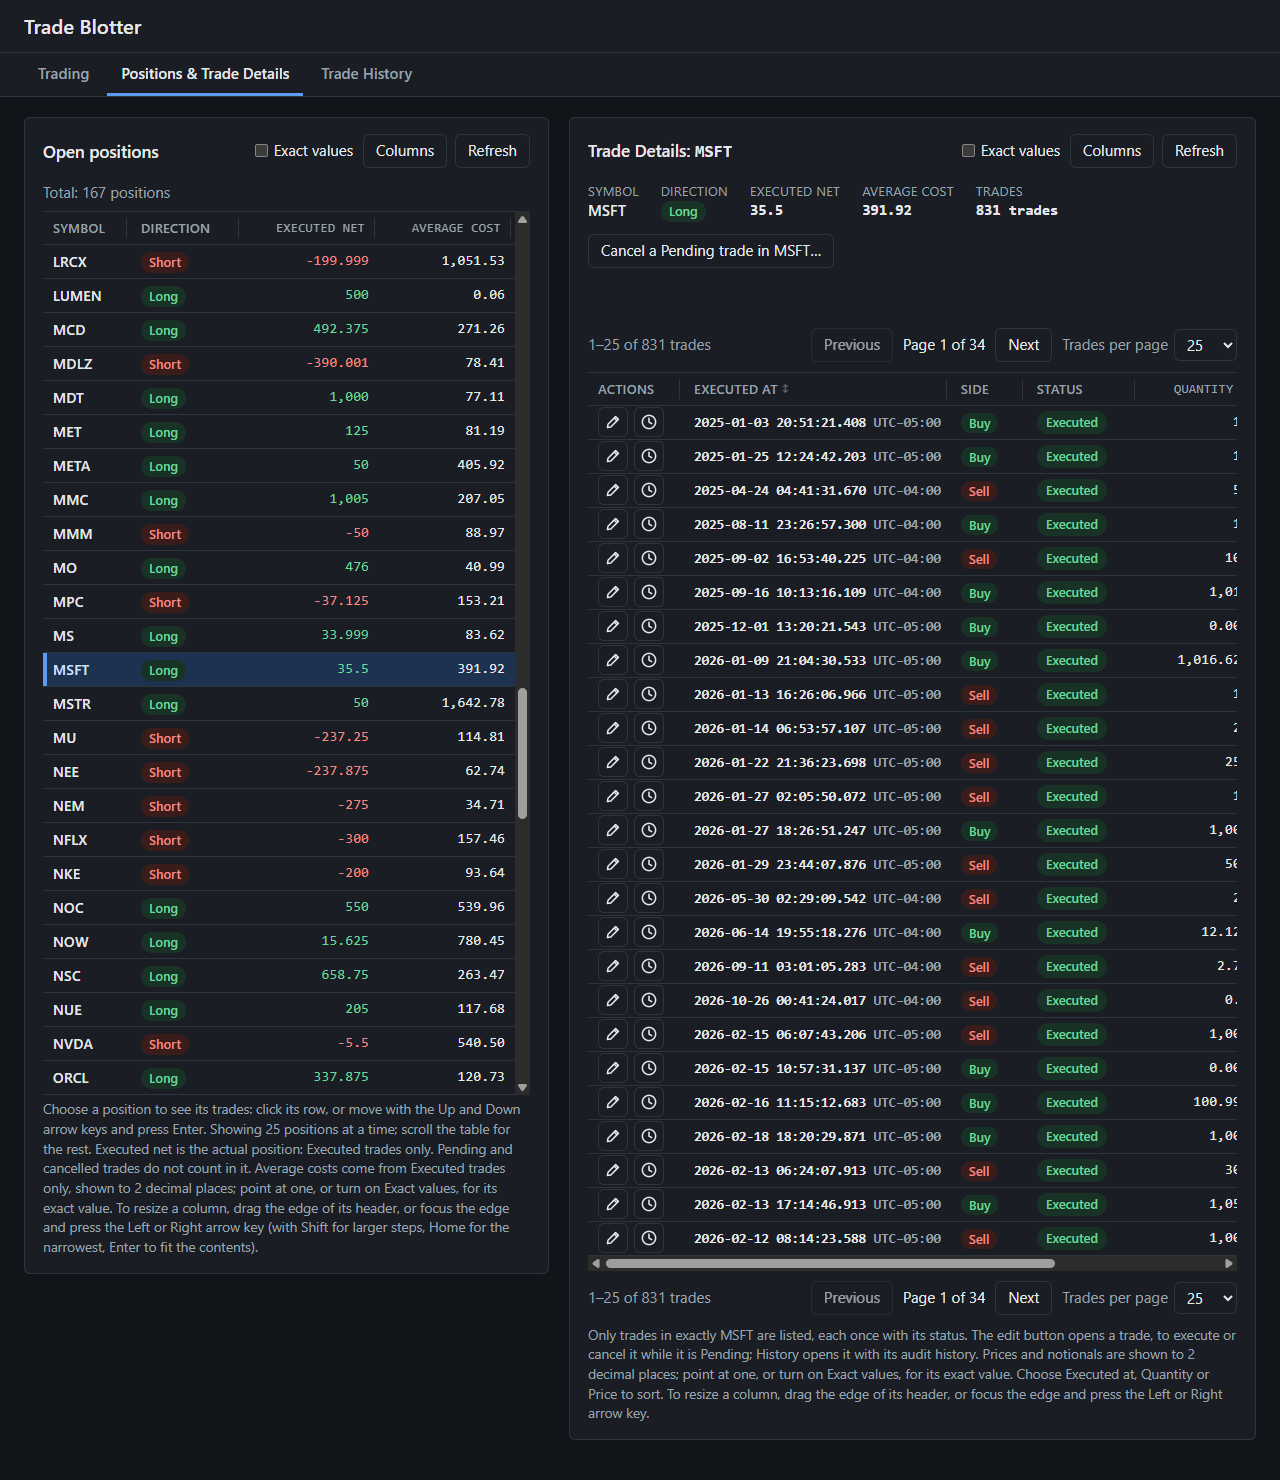 Trade Blotter
Trading
Positions & Trade Details
Trade History
Open positions
Exact values
Columns
Refresh
Total: 167 positions
SYMBOL DIRECTION EXECUTED NET AVERAGE COST
LRCX Short -199.999 1,051.53
LUMEN Long 500 0.06
MCD Long 492.375 271.26
MDLZ Short -390.001 78.41
MDT Long 1,000 77.11
MET Long 125 81.19
META Long 50 405.92
MMC Long 1,005 207.05
MMM Short -50 88.97
MO Long 476 40.99
MPC Short -37.125 153.21
MS Long 33.999 83.62
MSFT Long 35.5 391.92
MSTR Long 50 1,642.78
MU Short -237.25 114.81
NEE Short -237.875 62.74
NEM Short -275 34.71
NFLX Short -300 157.46
NKE Short -200 93.64
NOC Long 550 539.96
NOW Long 15.625 780.45
NSC Long 658.75 263.47
NUE Long 205 117.68
NVDA Short -5.5 540.50
ORCL Long 337.875 120.73
Choose a position to see its trades: click its row, or move with the Up and Down
arrow keys and press Enter. Showing 25 positions at a time; scroll the table for
the rest. Executed net is the actual position: Executed trades only. Pending and
cancelled trades do not count in it. Average costs come from Executed trades
only, shown to 2 decimal places; point at one, or turn on Exact values, for its
exact value. To resize a column, drag the edge of its header, or focus the edge
and press the Left or Right arrow key (with Shift for larger steps, Home for the
narrowest, Enter to fit the contents).
Trade Details: MSFT
Exact values
Columns
Refresh
SYMBOL DIRECTION EXECUTED NET AVERAGE COST TRADES
MSFT Long 35.5 391.92 831 trades
Cancel a Pending trade in MSFT...
1–25 of 831 trades Previous Page 1 of 34 Next Trades per page 25
ACTIONS EXECUTED AT SIDE STATUS QUANTITY
2025-01-03 20:51:21.408 UTC-05:00 Buy Executed
2025-01-25 12:24:42.203 UTC-05:00 Buy Executed
2025-04-24 04:41:31.670 UTC-04:00 Sell Executed
2025-08-11 23:26:57.300 UTC-04:00 Buy Executed
2025-09-02 16:53:40.225 UTC-04:00 Sell Executed
2025-09-16 10:13:16.109 UTC-04:00 Buy Executed
2025-12-01 13:20:21.543 UTC-05:00 Buy Executed
2026-01-09 21:04:30.533 UTC-05:00 Buy Executed
2026-01-13 16:26:06.966 UTC-05:00 Sell Executed
2026-01-14 06:53:57.107 UTC-05:00 Sell Executed
2026-01-22 21:36:23.698 UTC-05:00 Sell Executed
2026-01-27 02:05:50.072 UTC-05:00 Sell Executed
2026-01-27 18:26:51.247 UTC-05:00 Buy Executed
2026-01-29 23:44:07.876 UTC-05:00 Sell Executed
2026-05-30 02:29:09.542 UTC-04:00 Sell Executed
2026-06-14 19:55:18.276 UTC-04:00 Buy Executed
2026-09-11 03:01:05.283 UTC-04:00 Sell Executed
2026-10-26 00:41:24.017 UTC-04:00 Sell Executed
2026-02-15 06:07:43.206 UTC-05:00 Sell Executed
2026-02-15 10:57:31.137 UTC-05:00 Buy Executed
2026-02-16 11:15:12.683 UTC-05:00 Buy Executed
2026-02-18 18:20:29.871 UTC-05:00 Buy Executed
2026-02-13 06:24:07.913 UTC-05:00 Sell Executed
2026-02-13 17:14:46.913 UTC-05:00 Buy Executed
2026-02-12 08:14:23.588 UTC-05:00 Sell Executed
1–25 of 831 trades Previous Page 1 of 34 Next Trades per page 25
Only trades in exactly MSFT are listed, each once with its status. The edit button opens a trade, to execute or
cancel it while it is Pending; History opens it with its audit history. Prices and notionals are shown to 2
decimal places; point at one, or turn on Exact values, for its exact value. Choose Executed at, Quantity or
Price to sort. To resize a column, drag the edge of its header, or focus the edge and press the Left or Right
arrow key.